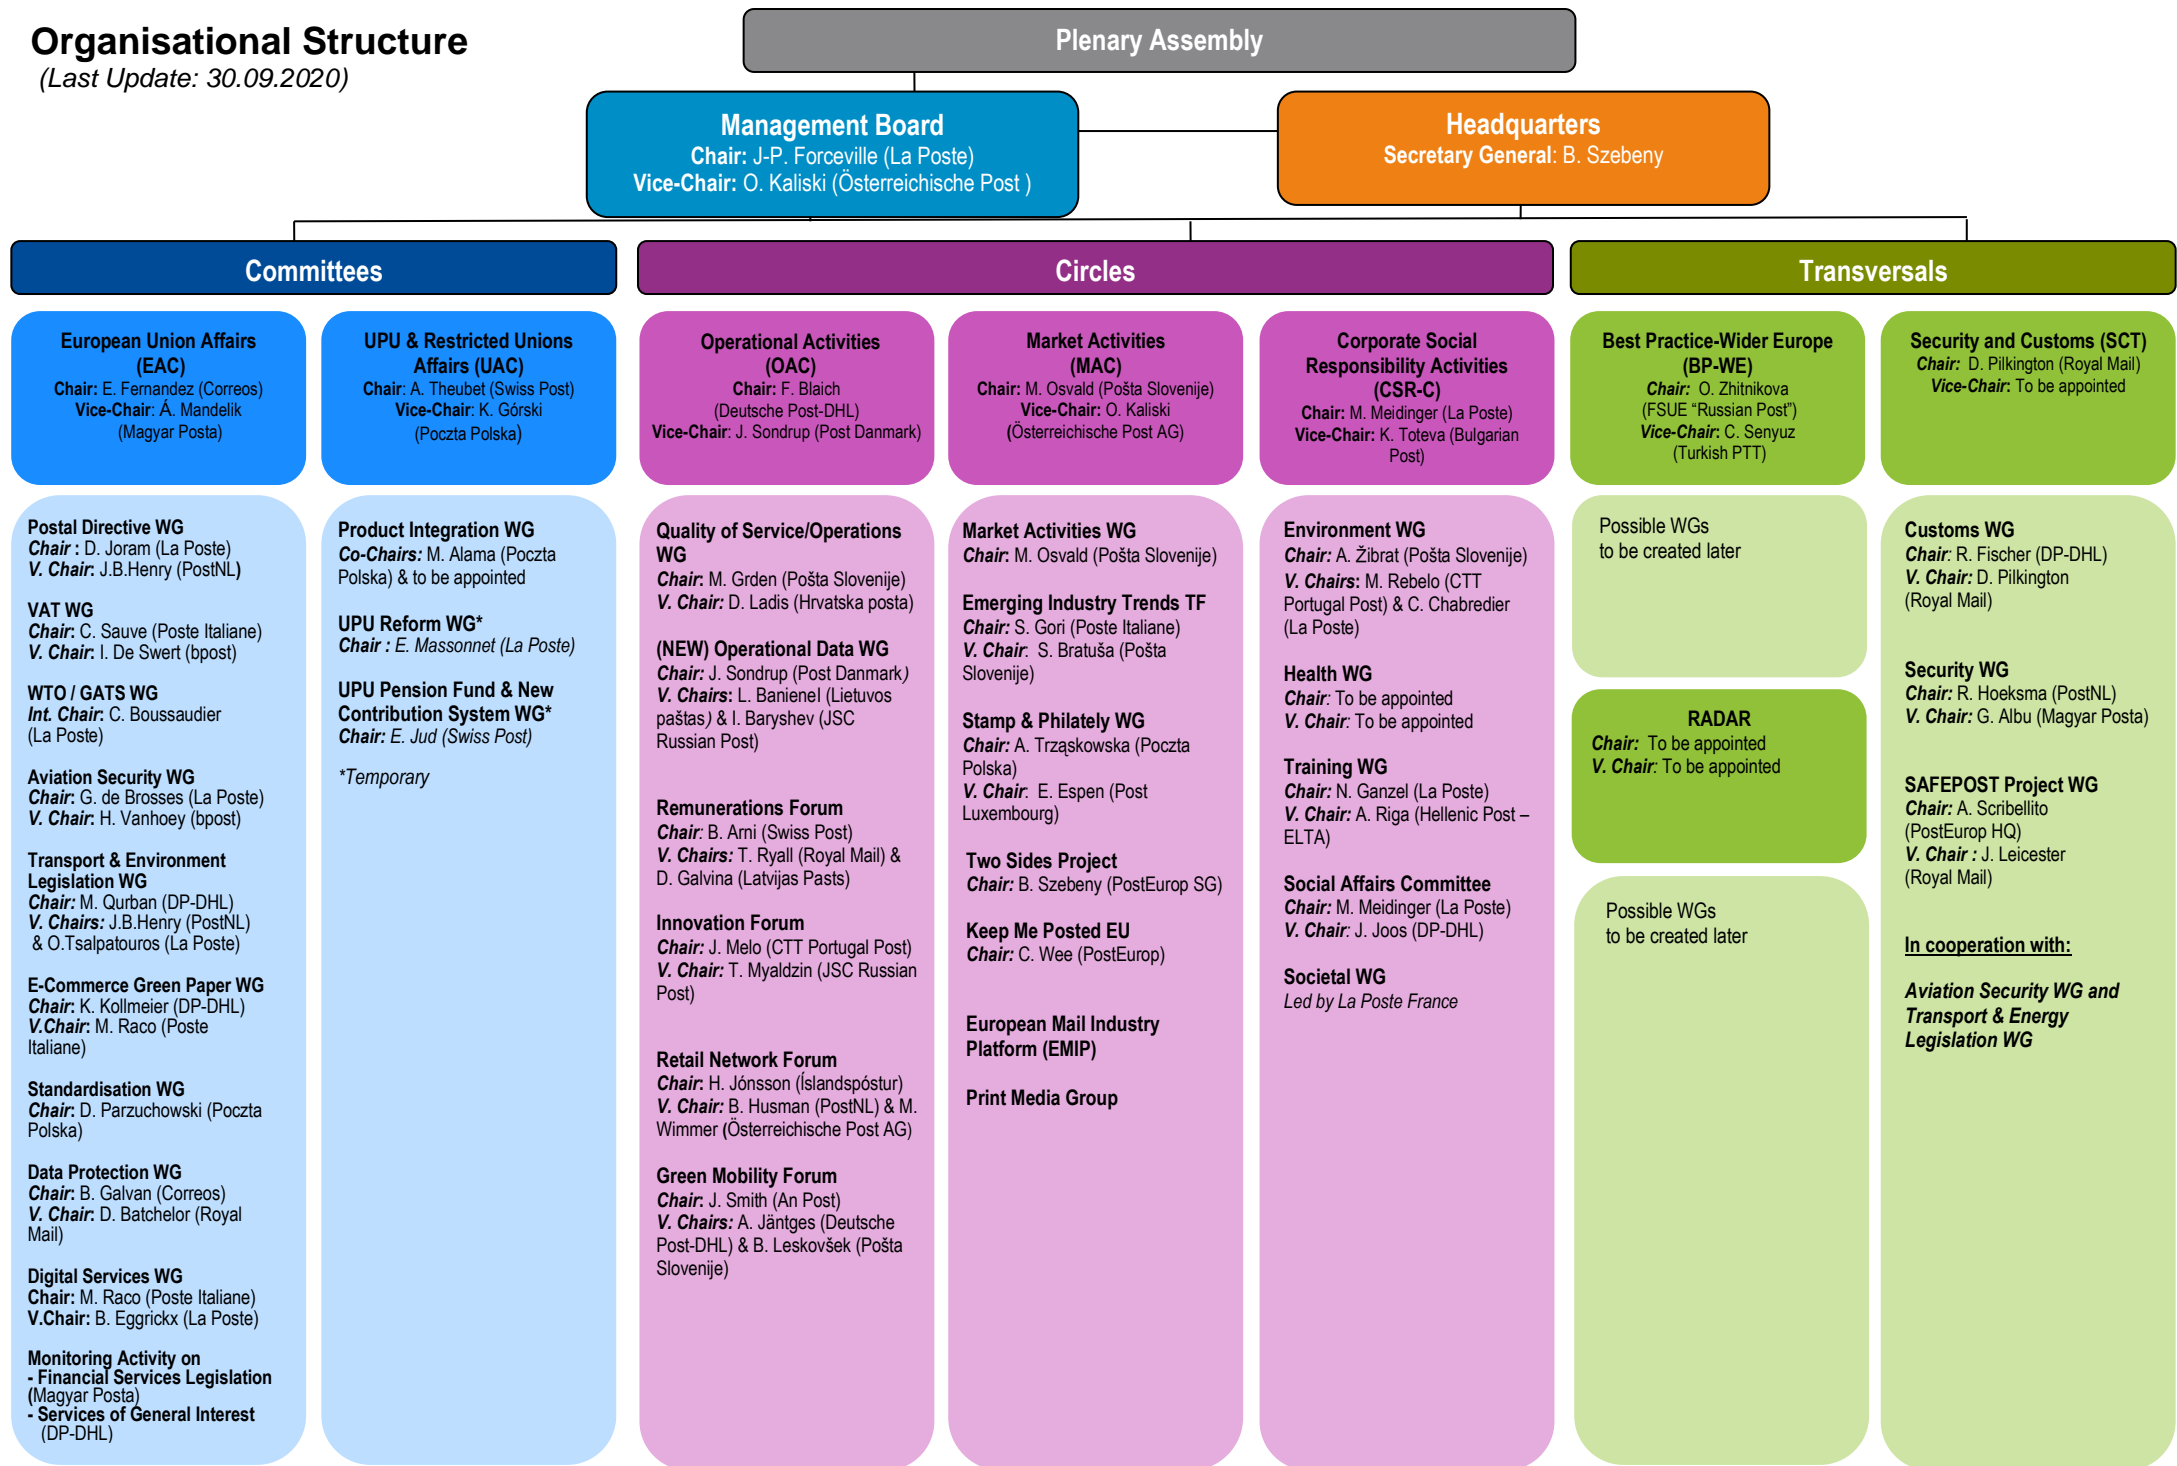 Organisational Structure
(Last Update: 30.09.2020)
Plenary Assembly
Management Board
Chair: J-P. Forceville (La Poste)
Vice-Chair: O. Kaliski (Österreichische Post )
Headquarters
Secretary General: B. Szebeny
Committees
Circles
Transversals
European Union Affairs
(EAC)
Chair: E. Fernandez (Correos)
Vice-Chair: Á. Mandelik
(Magyar Posta)
UPU & Restricted Unions
Affairs (UAC)
Chair: A. Theubet (Swiss Post)
Vice-Chair: K. Górski
(Poczta Polska)
Operational Activities
(OAC)
Chair: F. Blaich
(Deutsche Post-DHL)
Vice-Chair: J. Sondrup (Post Danmark)
Market Activities
(MAC)
Chair: M. Osvald (Pošta Slovenije)
Vice-Chair: O. Kaliski
(Österreichische Post AG)
Corporate Social
Responsibility Activities
(CSR-C)
Chair: M. Meidinger (La Poste)
Vice-Chair: K. Toteva (Bulgarian
Post)
Best Practice-Wider Europe
(BP-WE)
Chair: O. Zhitnikova
(FSUE “Russian Post”)
Vice-Chair: C. Senyuz
(Turkish PTT)
Security and Customs (SCT)
Chair: D. Pilkington (Royal Mail)
Vice-Chair: To be appointed
Postal Directive WG
Chair : D. Joram (La Poste)
V. Chair: J.B.Henry (PostNL)
VAT WG
Chair: C. Sauve (Poste Italiane)
V. Chair: I. De Swert (bpost)
WTO / GATS WG
Int. Chair: C. Boussaudier
(La Poste)
Aviation Security WG
Chair: G. de Brosses (La Poste)
V. Chair: H. Vanhoey (bpost)
Transport & Environment
Legislation WG
Chair: M. Qurban (DP-DHL)
V. Chairs: J.B.Henry (PostNL)
& O.Tsalpatouros (La Poste)
E-Commerce Green Paper WG
Chair: K. Kollmeier (DP-DHL)
V.Chair: M. Raco (Poste
Italiane)
Standardisation WG
Chair: D. Parzuchowski (Poczta
Polska)
Data Protection WG
Chair: B. Galvan (Correos)
V. Chair: D. Batchelor (Royal
Mail)
Digital Services WG
Chair: M. Raco (Poste Italiane)
V.Chair: B. Eggrickx (La Poste)
Monitoring Activity on
- Financial Services Legislation
(Magyar Posta)
- Services of General Interest
(DP-DHL)
Product Integration WG
Co-Chairs: M. Alama (Poczta
Polska) & to be appointed
UPU Reform WG*
Chair : E. Massonnet (La Poste)
UPU Pension Fund & New
Contribution System WG*
Chair: E. Jud (Swiss Post)
*Temporary
Quality of Service/Operations
WG
Chair: M. Grden (Pošta Slovenije)
V. Chair: D. Ladis (Hrvatska posta)
(NEW) Operational Data WG
Chair: J. Sondrup (Post Danmark)
V. Chairs: L. Banienel (Lietuvos
paštas) & I. Baryshev (JSC
Russian Post)
Remunerations Forum
Chair: B. Arni (Swiss Post)
V. Chairs: T. Ryall (Royal Mail) &
D. Galvina (Latvijas Pasts)
Innovation Forum
Chair: J. Melo (CTT Portugal Post)
V. Chair: T. Myaldzin (JSC Russian
Post)
Retail Network Forum
Chair: H. Jónsson (Íslandspóstur)
V. Chair: B. Husman (PostNL) & M.
Wimmer (Österreichische Post AG)
Green Mobility Forum
Chair: J. Smith (An Post)
V. Chairs: A. Jäntges (Deutsche
Post-DHL) & B. Leskovšek (Pošta
Slovenije)
Market Activities WG
Chair: M. Osvald (Pošta Slovenije)
Emerging Industry Trends TF
Chair: S. Gori (Poste Italiane)
V. Chair: S. Bratuša (Pošta
Slovenije)
Stamp & Philately WG
Chair: A. Trząskowska (Poczta
Polska)
V. Chair: E. Espen (Post
Luxembourg)
Two Sides Project
Chair: B. Szebeny (PostEurop SG)
Keep Me Posted EU
Chair: C. Wee (PostEurop)
European Mail Industry
Platform (EMIP)
Print Media Group
Environment WG
Chair: A. Žibrat (Pošta Slovenije)
V. Chairs: M. Rebelo (CTT
Portugal Post) & C. Chabredier
(La Poste)
Health WG
Chair: To be appointed
V. Chair: To be appointed
Training WG
Chair: N. Ganzel (La Poste)
V. Chair: A. Riga (Hellenic Post –
ELTA)
Social Affairs Committee
Chair: M. Meidinger (La Poste)
V. Chair: J. Joos (DP-DHL)
Societal WG
Led by La Poste France
Possible WGs
to be created later
RADAR
Chair: To be appointed
V. Chair: To be appointed
Possible WGs
to be created later
Customs WG
Chair: R. Fischer (DP-DHL)
V. Chair: D. Pilkington
(Royal Mail)
Security WG
Chair: R. Hoeksma (PostNL)
V. Chair: G. Albu (Magyar Posta)
SAFEPOST Project WG
Chair: A. Scribellito
(PostEurop HQ)
V. Chair : J. Leicester
(Royal Mail)
In cooperation with:
Aviation Security WG and
Transport & Energy
Legislation WG